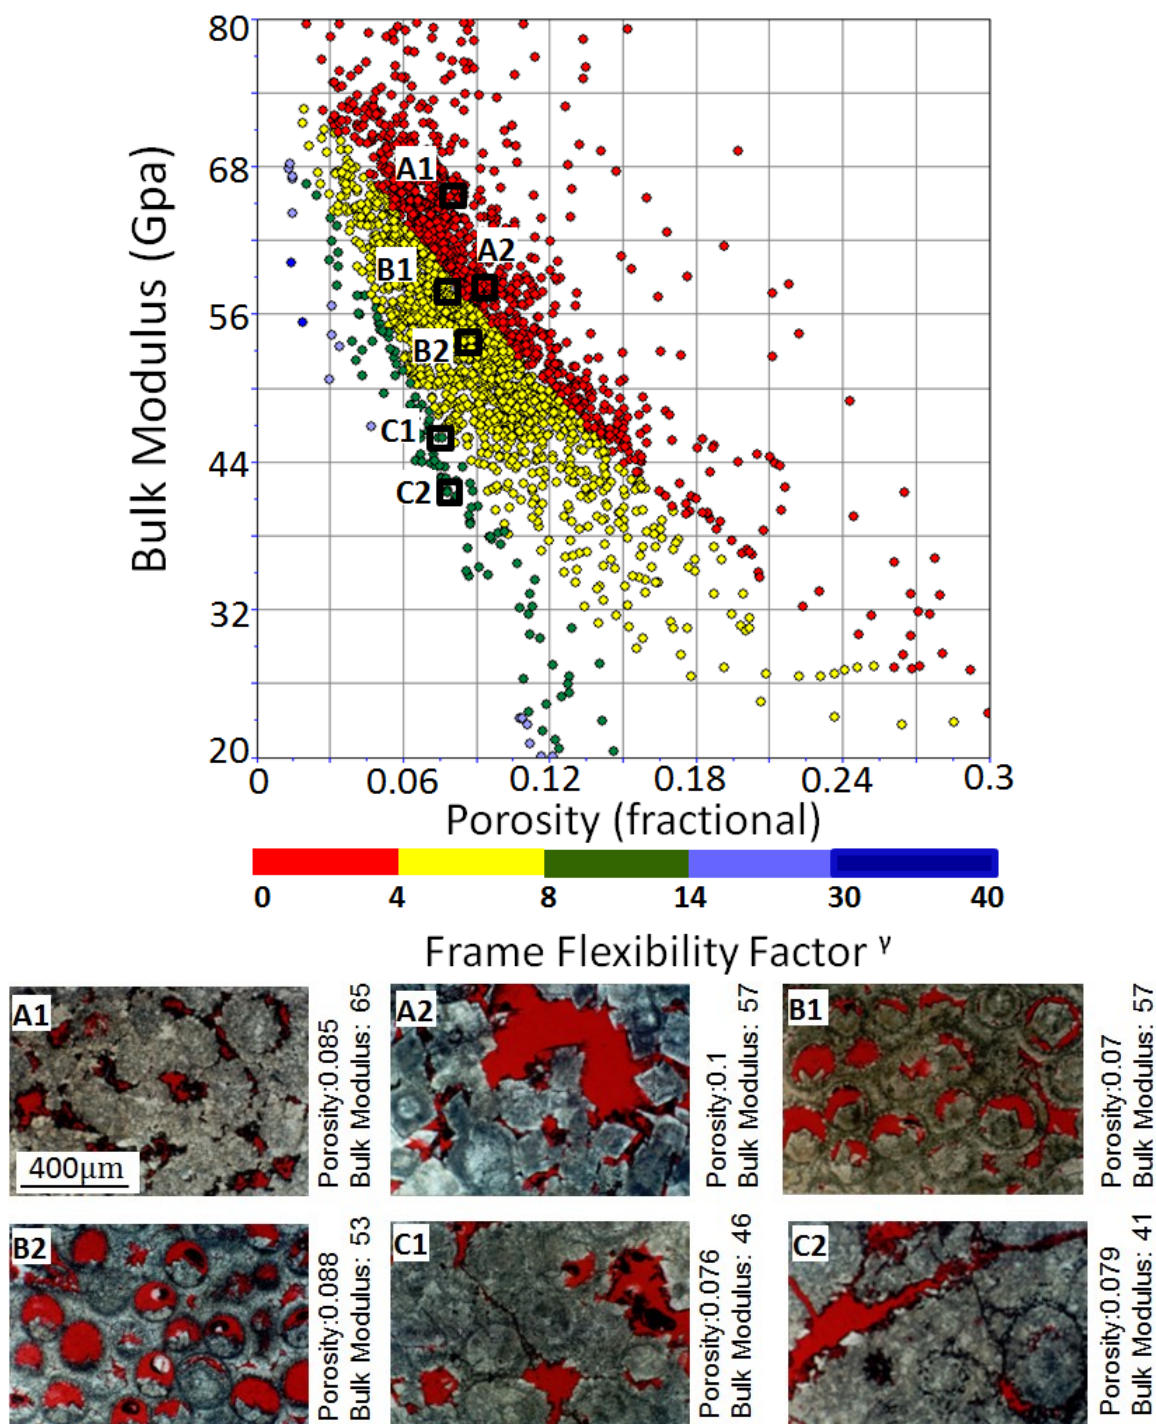 80
68
56
44
32
20
Bulk Modulus (Gpa)
A1
A2
B1
B2
C1
C2
0 0.06 0.12 0.18 0.24 0.3
Porosity (fractional)
0 4 8 14 30 40
Frame Flexibility Factor γ
A1
400µm
Porosity:0.085
Bulk Modulus: 65
A2
Porosity:0.1
Bulk Modulus: 57
B1
Porosity:0.07
Bulk Modulus: 57
B2
Porosity:0.088
Bulk Modulus: 53
C1
Porosity:0.076
Bulk Modulus: 46
C2
Porosity:0.079
Bulk Modulus: 41